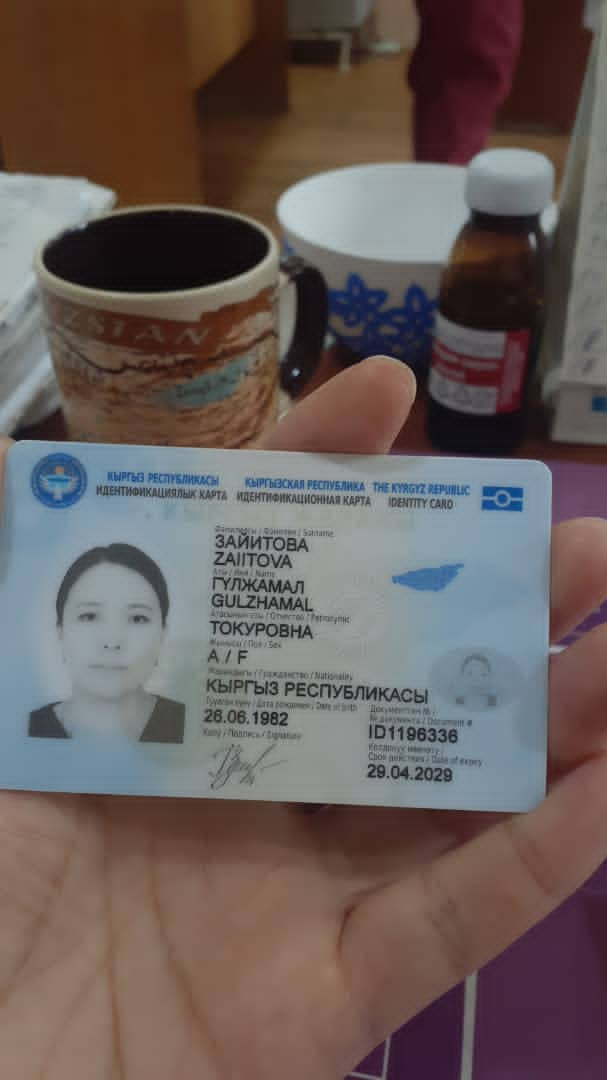 ZSIAN
КЫРГЫЗ РЕСПУБЛИКАСЫ КЫРГЫЗСКАЯ РЕСПУБЛИКА THE KYRGYZ REPUBLIC
ИДЕНТИФИКАЦИЯЛЫК КАРТА ИДЕНТИФИКАЦИОННАЯ КАРТА IDENTITY CARD
Фамилиясы / Фамилия / Surname
ЗАЙИТОВА
ZAIITOVA
Аты / Имя / Name
ГҮЛЖАМАЛ
GULZHAMAL
Атасынын аты / Отчество / Patronymic
ТОКУРОВНА
Жынысы / Пол / Sex
А / F
Жарандыгы / Гражданство / Nationality
КЫРГЫЗ РЕСПУБЛИКАСЫ
Туулган күнү / Дата рождения / Date of birth
26.06.1982
Документтин № /
№ документа / Document #
ID1196336
Колу / Подпись / Signature
Колдонуу мөөнөтү /
Срок действия / Date of expiry
29.04.2029